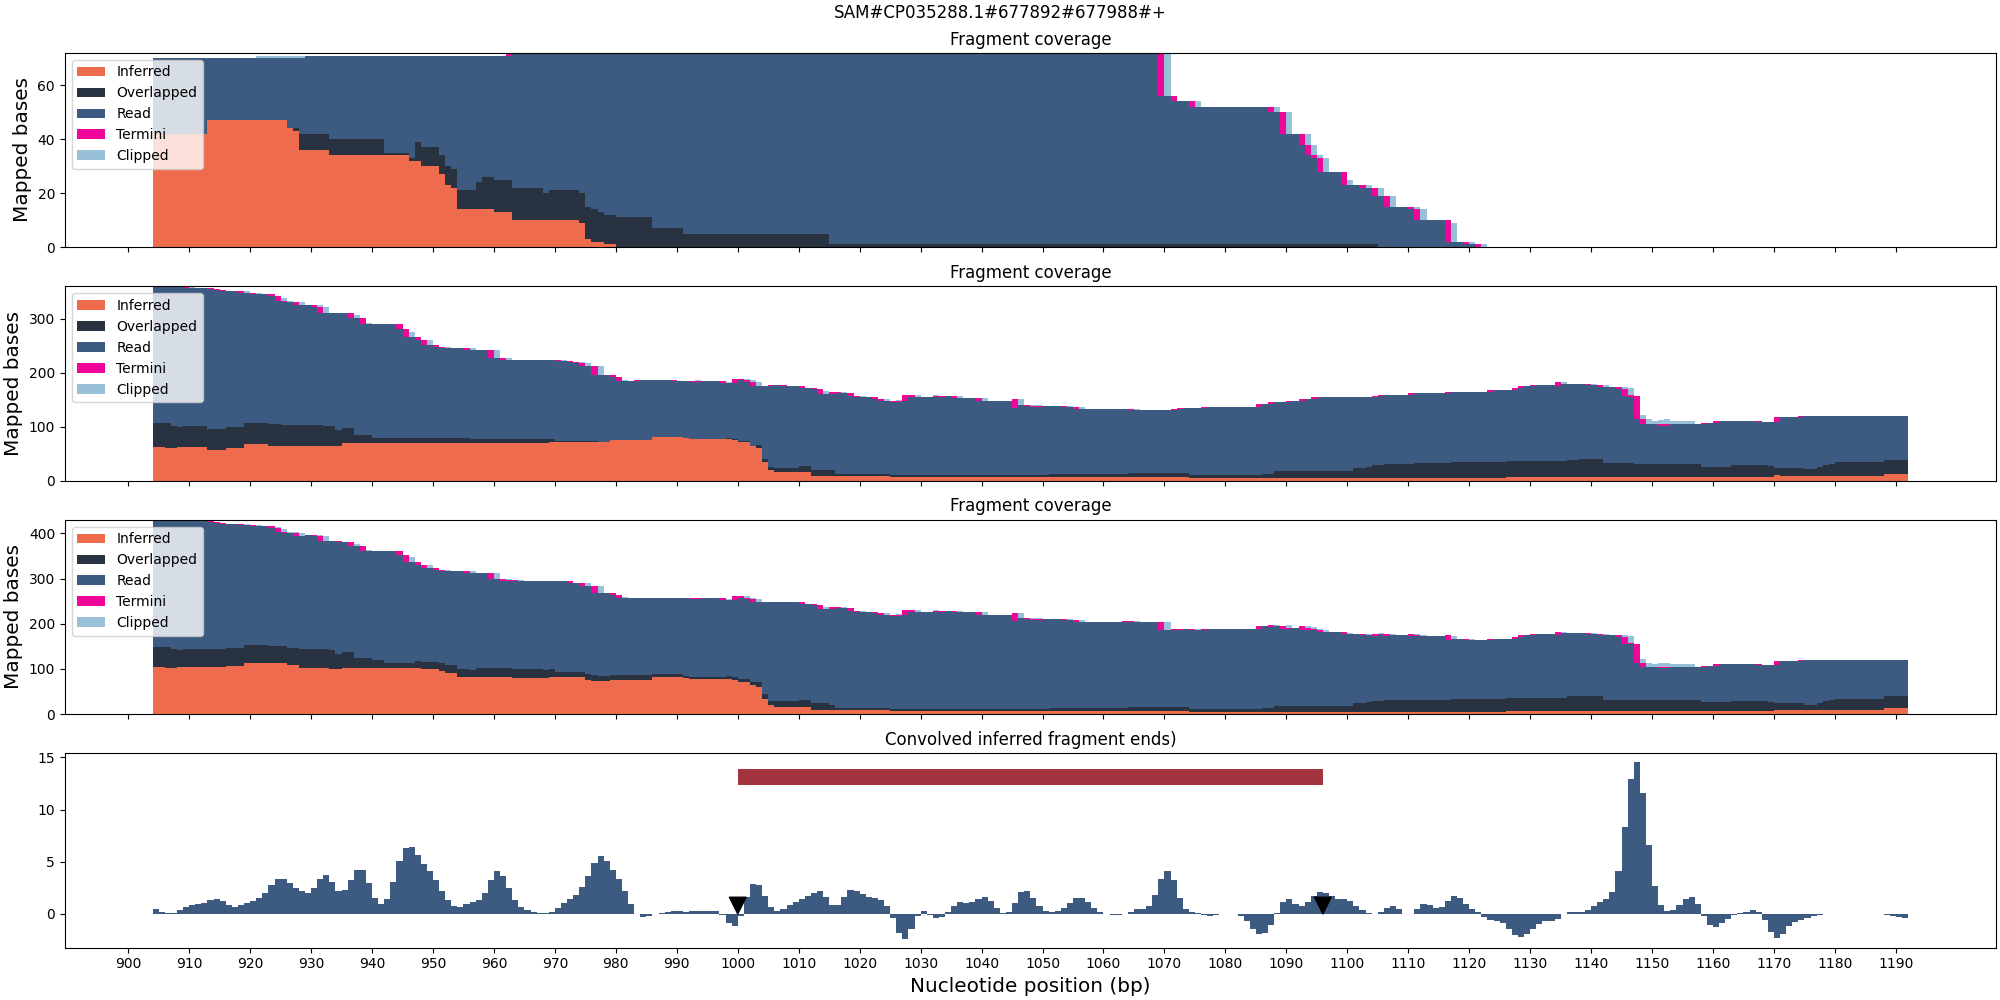 SAM#CP035288.1#677892#677988#+
Fragment coverage
Mapped bases
60
40
20
0
Inferred
Overlapped
Read
Termini
Clipped
Fragment coverage
Mapped bases
300
200
100
0
Inferred
Overlapped
Read
Termini
Clipped
Fragment coverage
Mapped bases
400
300
200
100
0
Inferred
Overlapped
Read
Termini
Clipped
Convolved inferred fragment ends)
15
10
5
0
900 910 920 930 940 950 960 970 980 990 1000 1010 1020 1030 1040 1050 1060 1070 1080 1090 1100 1110 1120 1130 1140 1150 1160 1170 1180 1190
Nucleotide position (bp)